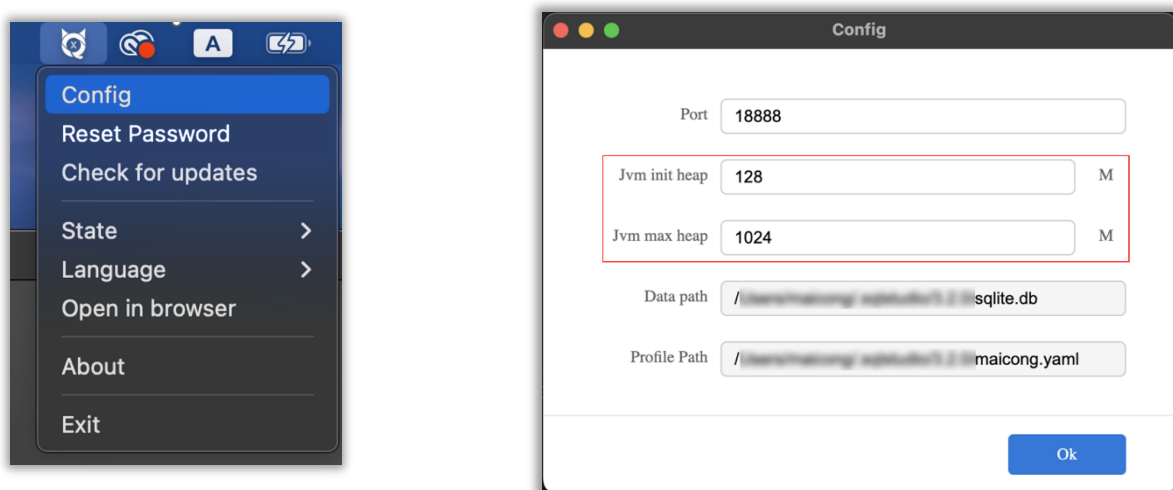 A
Config
Reset Password
Check for updates
State
Language
Open in browser
About
Exit
Config
Port 18888
Jvm init heap 128 M
Jvm max heap 1024 M
Data path / sqlite.db
Profile Path / maicong.yaml
Ok